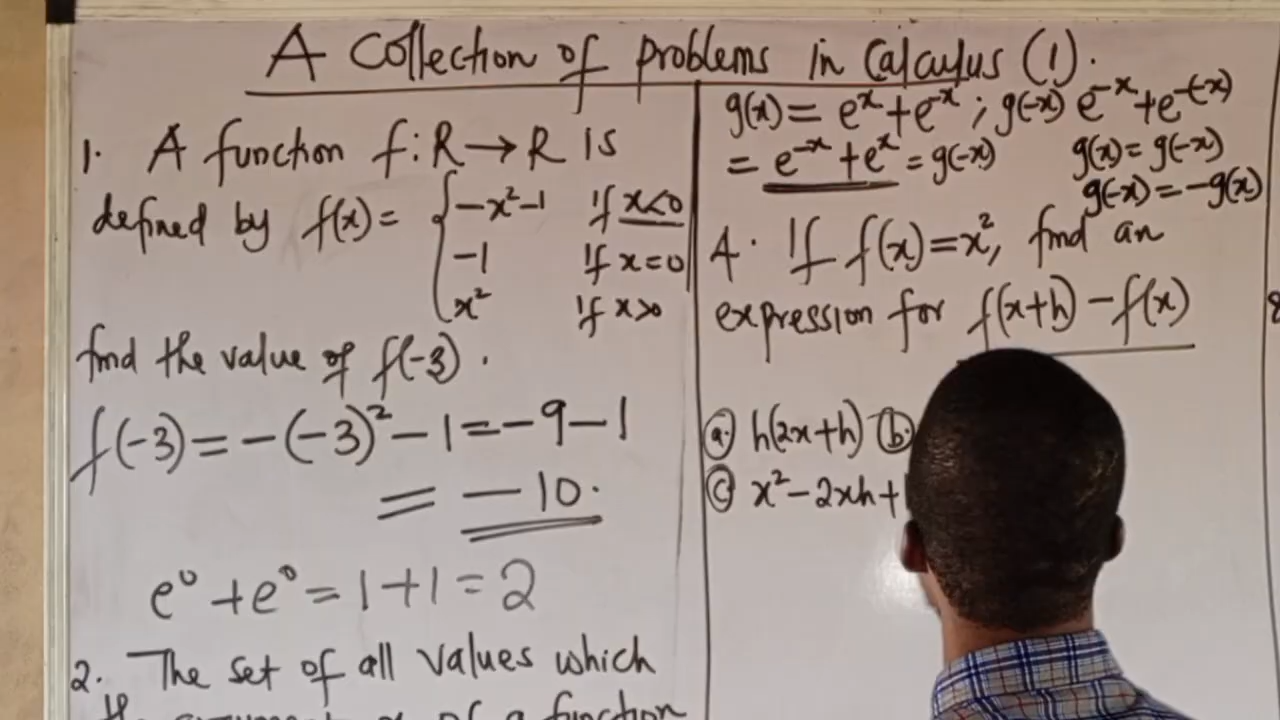 A Collection of problems in Calculus (1).
1. A function f:R→R is
defined by f(x)= { −x²−1 if x<0
−1 if x=0
x² if x>0
find the value of f(-3).
f(-3)=−(−3)²−1=−9−1
= −10.
e⁰+e⁰=1+1=2
2. The set of all values which
of a function
g(x)= eˣ+e⁻ˣ ; g(-x) e⁻ˣ+e⁻⁽⁻ˣ⁾
= e⁻ˣ+eˣ = g(-x) g(x)=g(-x)
g(-x)=−g(x)
4. If f(x)=x², find an
expression for f(x+h)−f(x)
(a.) h(2x+h) (b.)
(c) x²−2xh+